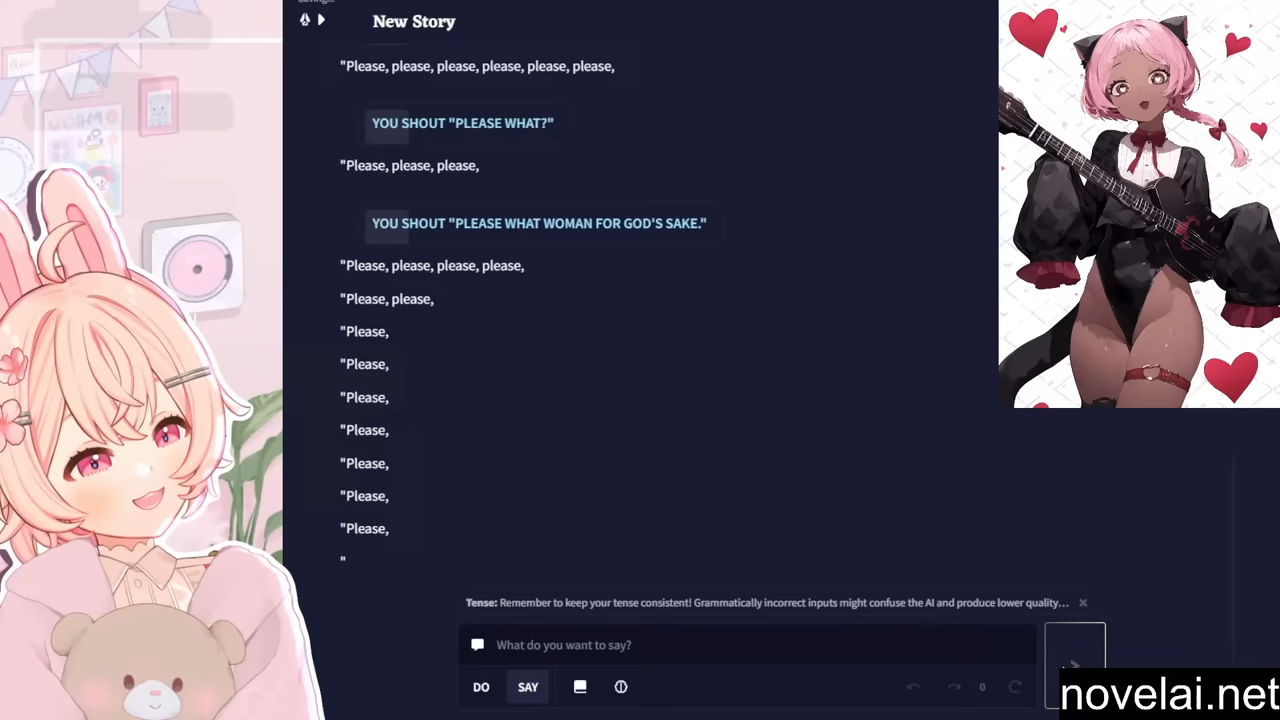 New Story
"Please, please, please, please, please, please,
YOU SHOUT "PLEASE WHAT?"
"Please, please, please,
YOU SHOUT "PLEASE WHAT WOMAN FOR GOD'S SAKE."
"Please, please, please, please,
"Please, please,
"Please,
"Please,
"Please,
"Please,
"Please,
"Please,
"Please,
"
Tense: Remember to keep your tense consistent! Grammatically incorrect inputs might confuse the AI and produce lower quality…
What do you want to say?
DO SAY 0
novelai.net